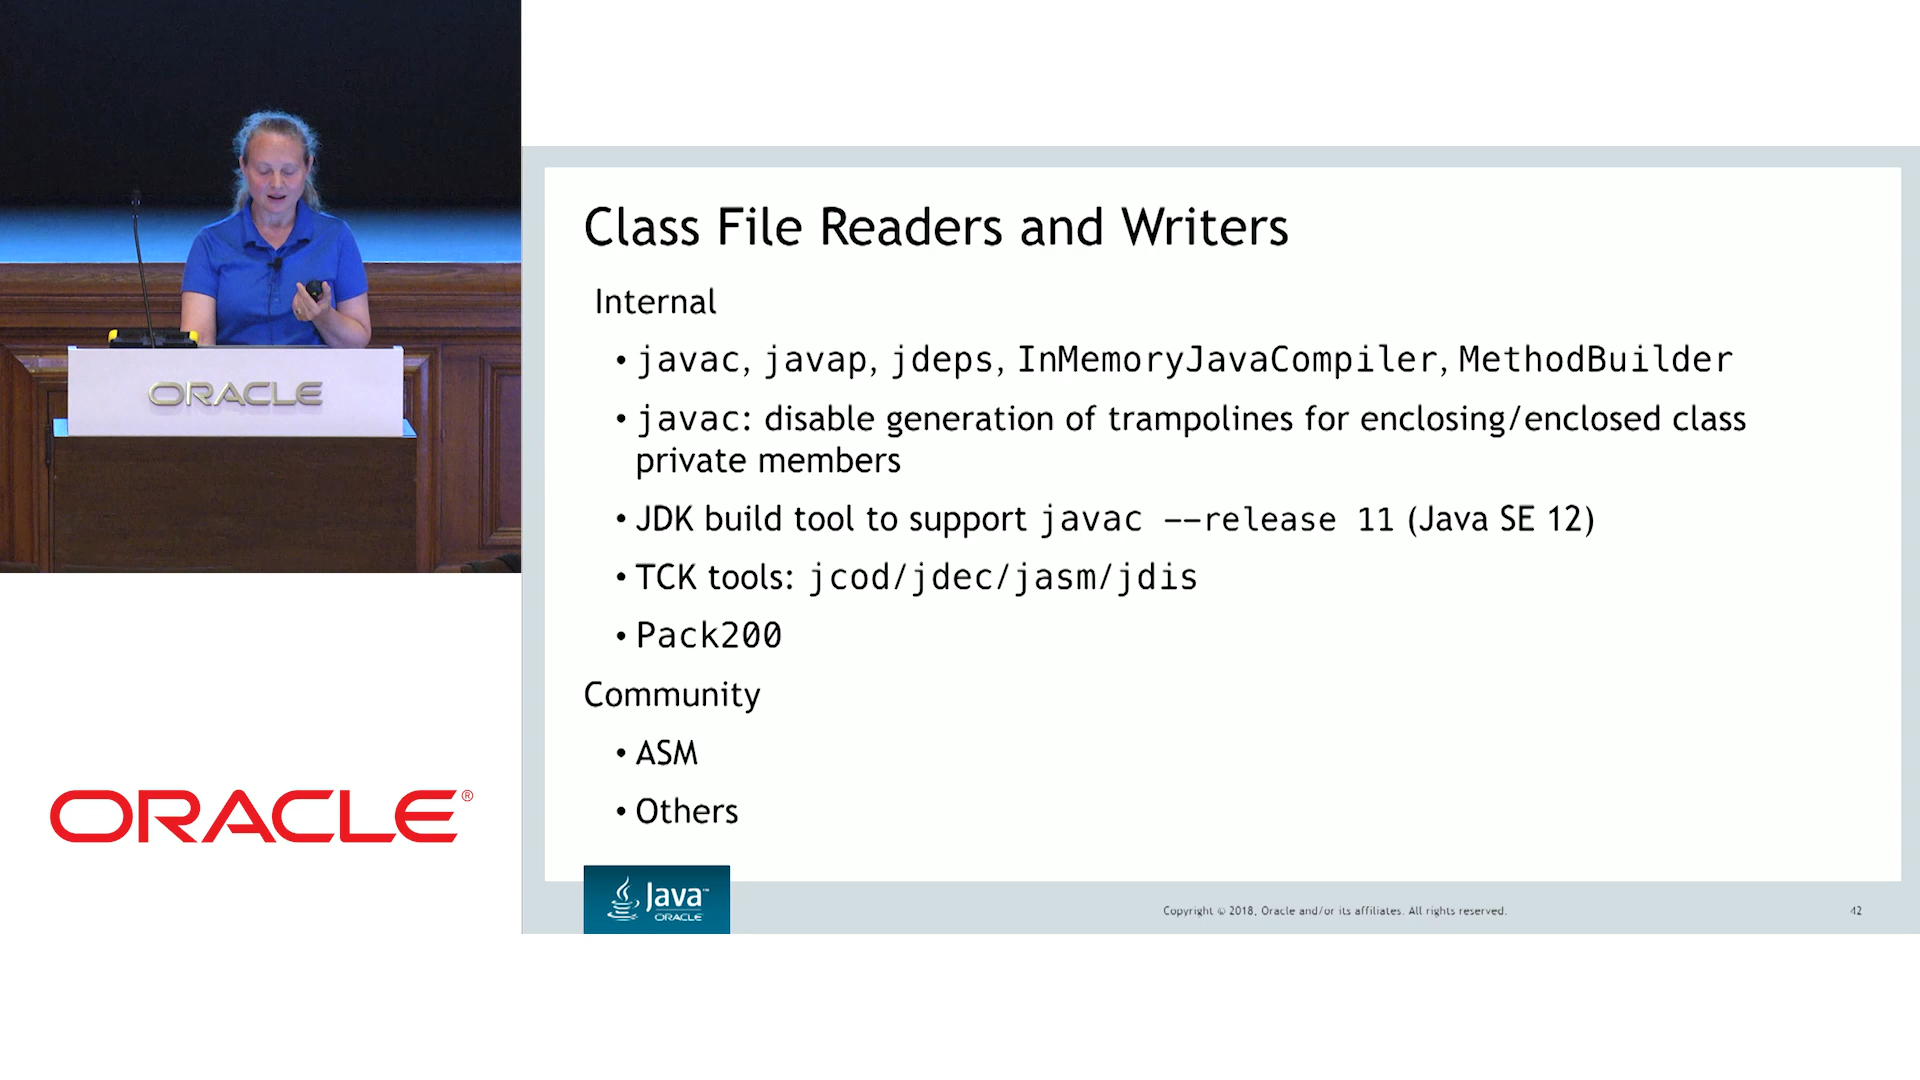 ORACLE
ORACLE®
Class File Readers and Writers
Internal
• javac, javap, jdeps, InMemoryJavaCompiler, MethodBuilder
• javac: disable generation of trampolines for enclosing/enclosed class
private members
• JDK build tool to support javac --release 11 (Java SE 12)
• TCK tools: jcod/jdec/jasm/jdis
• Pack200
Community
• ASM
• Others
Java™
ORACLE
Copyright © 2018, Oracle and/or its affiliates. All rights reserved.
42